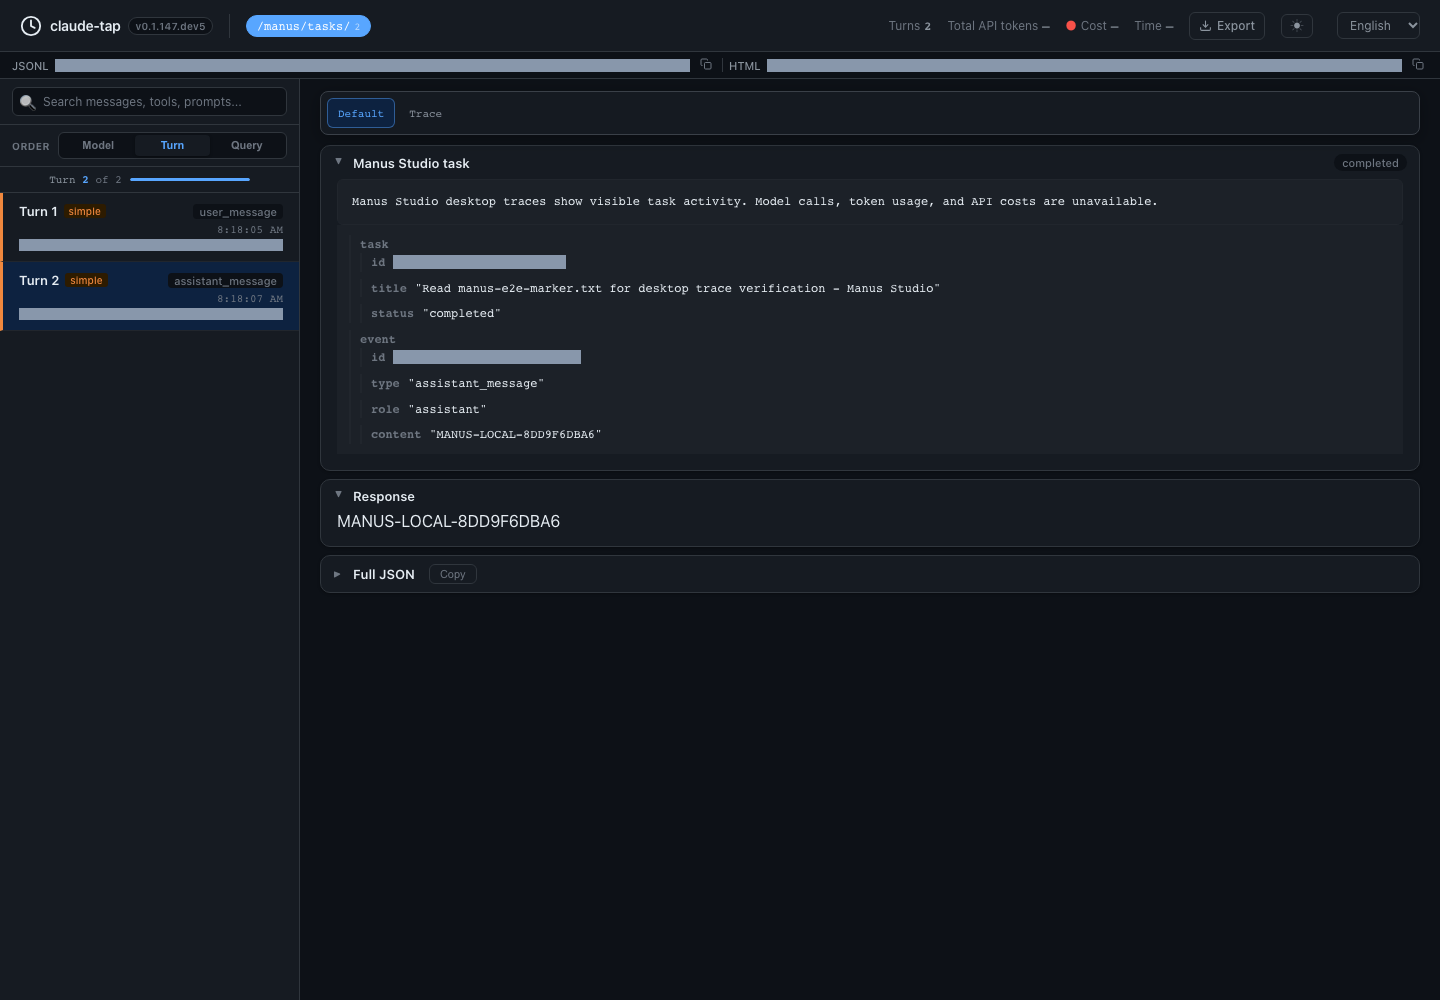 claude-tap v0.1.147.dev5 /manus/tasks/ 2 Turns 2 Total API tokens — Cost — Time — Export English
JSONL HTML
Search messages, tools, prompts...
ORDER Model Turn Query
Turn 2 of 2
Turn 1 simple user_message
8:18:05 AM
Turn 2 simple assistant_message
8:18:07 AM
Default Trace
Manus Studio task completed
Manus Studio desktop traces show visible task activity. Model calls, token usage, and API costs are unavailable.
task
id
title "Read manus-e2e-marker.txt for desktop trace verification - Manus Studio"
status "completed"
event
id
type "assistant_message"
role "assistant"
content "MANUS-LOCAL-8DD9F6DBA6"
Response
MANUS-LOCAL-8DD9F6DBA6
Full JSON Copy